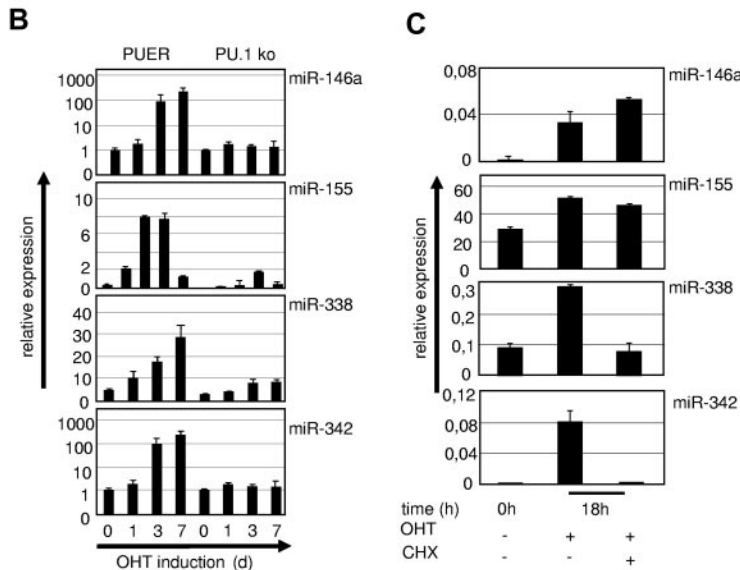 B
PUER PU.1 ko
miR-146a
1000
100
10
1
0
miR-155
10
8
6
2
0
miR-338
40
30
20
10
0
miR-342
1000
100
10
1
0
relative expression
0 1 3 7 0 1 3 7
OHT induction (d)
C
miR-146a
0,08
0,04
0
miR-155
60
40
20
0
miR-338
0,3
0,2
0,1
0
miR-342
0,12
0,08
0,04
0
relative expression
time (h) 0h 18h
OHT - + +
CHX - - +